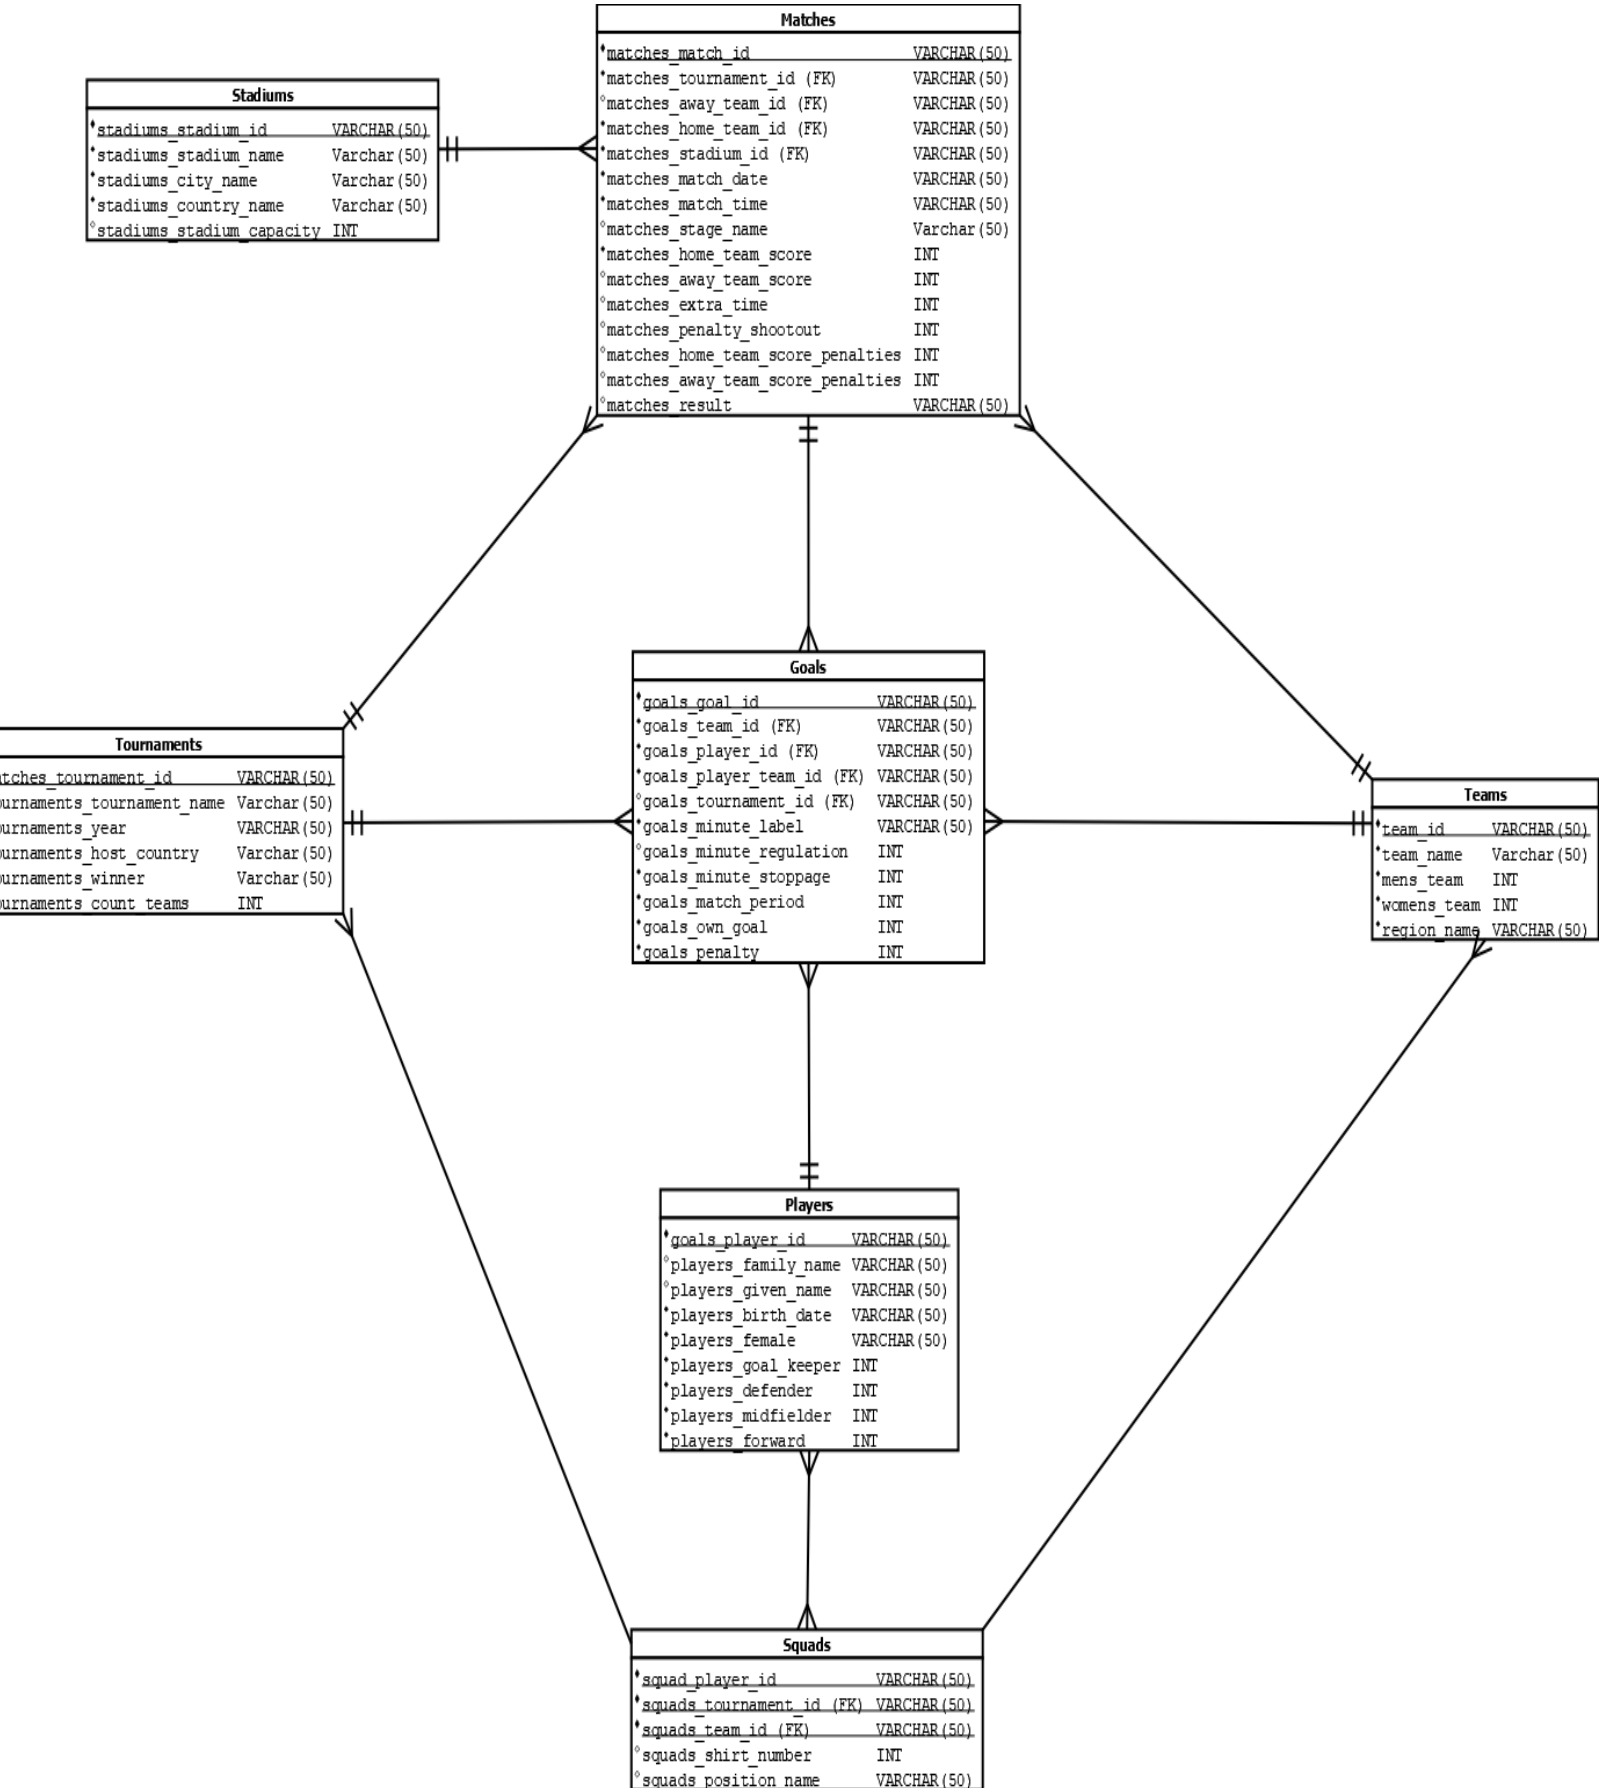 Matches
matches_match_id VARCHAR(50)
matches_tournament_id (FK) VARCHAR(50)
matches_away_team_id (FK) VARCHAR(50)
matches_home_team_id (FK) VARCHAR(50)
matches_stadium_id (FK) VARCHAR(50)
matches_match_date VARCHAR(50)
matches_match_time VARCHAR(50)
matches_stage_name Varchar(50)
matches_home_team_score INT
matches_away_team_score INT
matches_extra_time INT
matches_penalty_shootout INT
matches_home_team_score_penalties INT
matches_away_team_score_penalties INT
matches_result VARCHAR(50)
Stadiums
stadiums_stadium_id VARCHAR(50)
stadiums_stadium_name Varchar(50)
stadiums_city_name Varchar(50)
stadiums_country_name Varchar(50)
stadiums_stadium_capacity INT
Goals
goals_goal_id VARCHAR(50)
goals_team_id (FK) VARCHAR(50)
goals_player_id (FK) VARCHAR(50)
goals_player_team_id (FK) VARCHAR(50)
goals_tournament_id (FK) VARCHAR(50)
goals_minute_label VARCHAR(50)
goals_minute_regulation INT
goals_minute_stoppage INT
goals_match_period INT
goals_own_goal INT
goals_penalty INT
Tournaments
atches_tournament_id VARCHAR(50)
ournaments_tournament_name Varchar(50)
ournaments_year VARCHAR(50)
ournaments_host_country Varchar(50)
ournaments_winner Varchar(50)
ournaments_count_teams INT
Teams
team_id VARCHAR(50)
team_name Varchar(50)
mens_team INT
womens_team INT
region_name VARCHAR(50)
Players
goals_player_id VARCHAR(50)
players_family_name VARCHAR(50)
players_given_name VARCHAR(50)
players_birth_date VARCHAR(50)
players_female VARCHAR(50)
players_goal_keeper INT
players_defender INT
players_midfielder INT
players_forward INT
Squads
squad_player_id VARCHAR(50)
squads_tournament_id (FK) VARCHAR(50)
squads_team_id (FK) VARCHAR(50)
squads_shirt_number INT
squads_position_name VARCHAR(50)